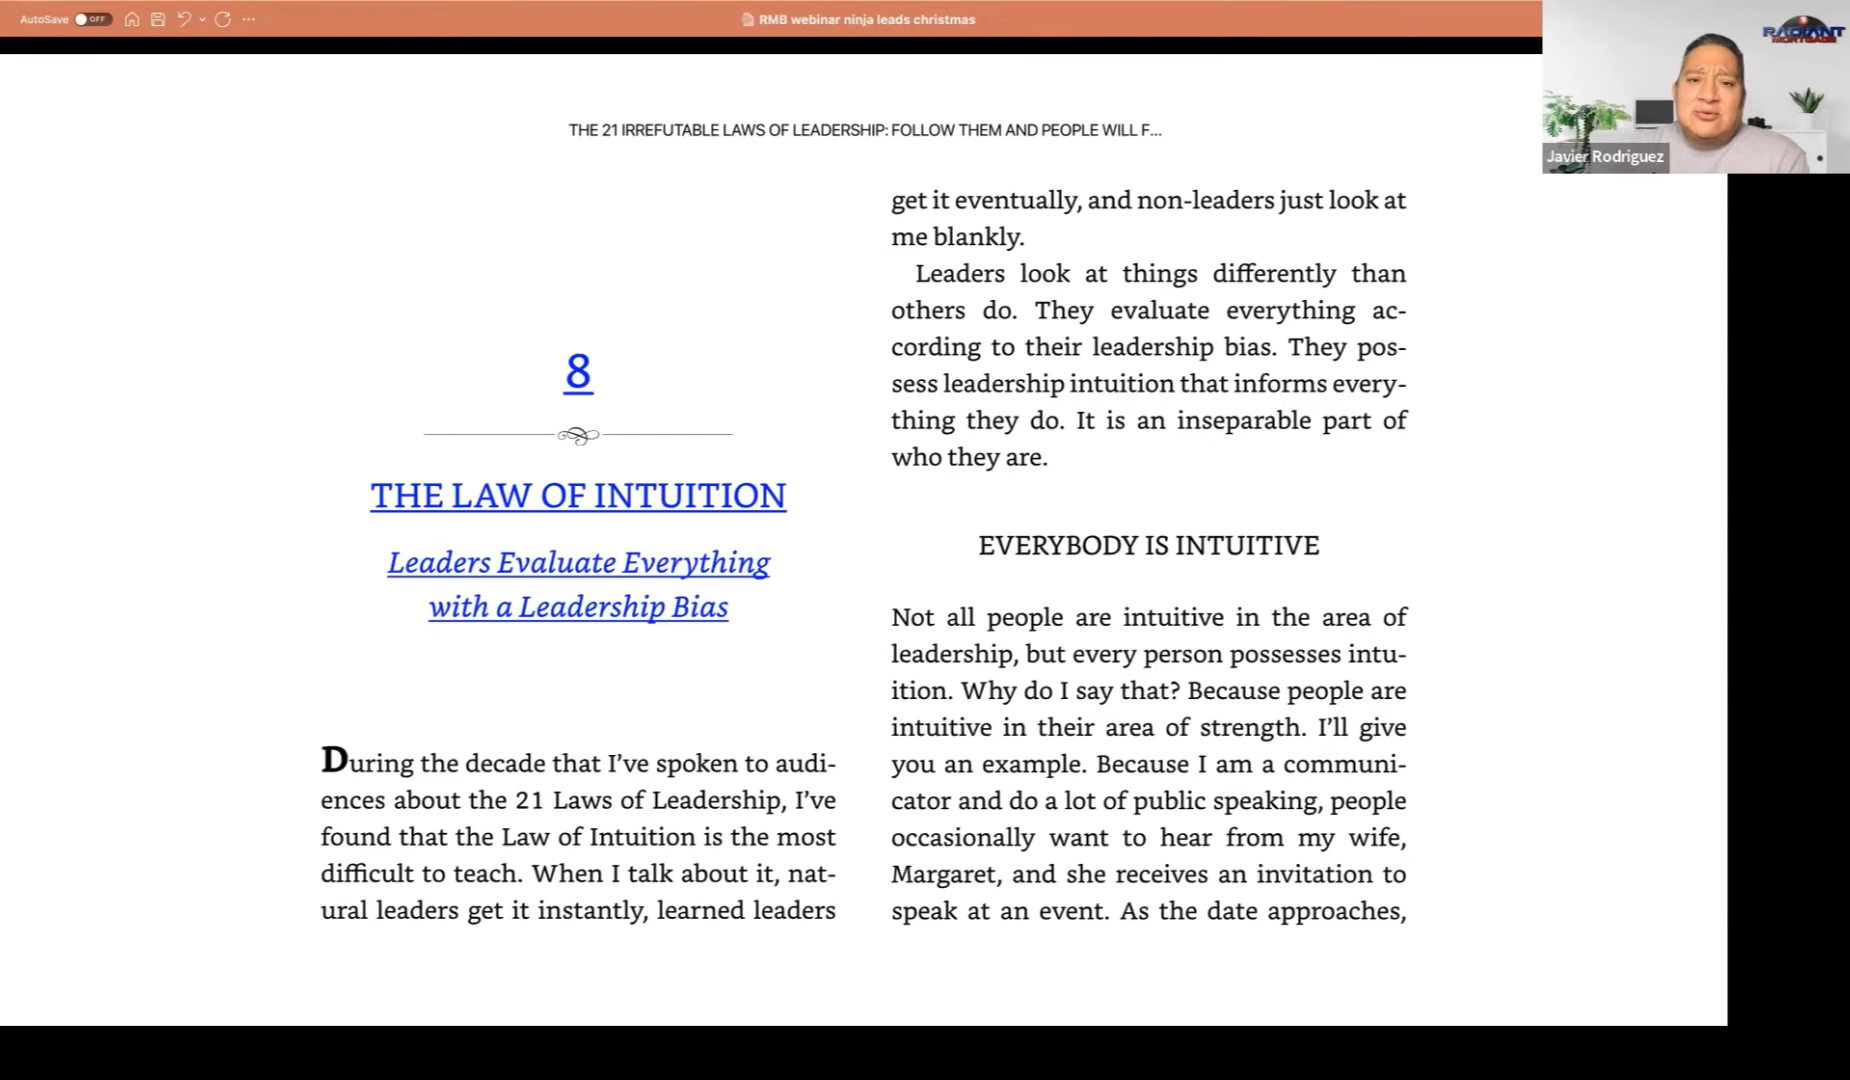 AutoSave OFF
RMB webinar ninja leads christmas
RADIANT
MORTGAGE
Javier Rodriguez
THE 21 IRREFUTABLE LAWS OF LEADERSHIP: FOLLOW THEM AND PEOPLE WILL F...
8
THE LAW OF INTUITION
Leaders Evaluate Everything
with a Leadership Bias
During the decade that I’ve spoken to audi-
ences about the 21 Laws of Leadership, I’ve
found that the Law of Intuition is the most
difficult to teach. When I talk about it, nat-
ural leaders get it instantly, learned leaders
get it eventually, and non-leaders just look at
me blankly.
Leaders look at things differently than
others do. They evaluate everything ac-
cording to their leadership bias. They pos-
sess leadership intuition that informs every-
thing they do. It is an inseparable part of
who they are.
EVERYBODY IS INTUITIVE
Not all people are intuitive in the area of
leadership, but every person possesses intu-
ition. Why do I say that? Because people are
intuitive in their area of strength. I’ll give
you an example. Because I am a communi-
cator and do a lot of public speaking, people
occasionally want to hear from my wife,
Margaret, and she receives an invitation to
speak at an event. As the date approaches,